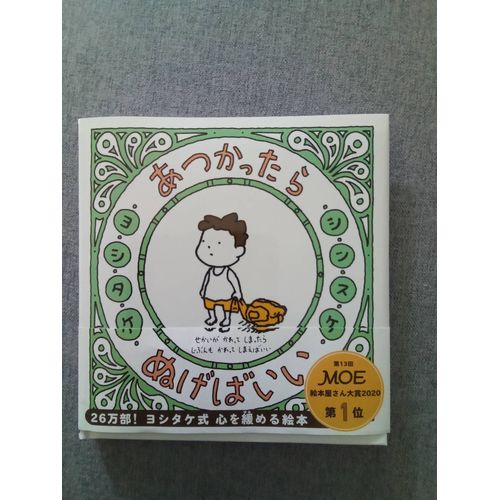 あつかったら
ヨシタケ
シンスケ
せかいが かわって しまったら
じぶんも かわって しまえばいい
ぬげばいい
第13回
MOE
絵本屋さん大賞2020
第1位
26万部! ヨシタケ式 心を緩める絵本